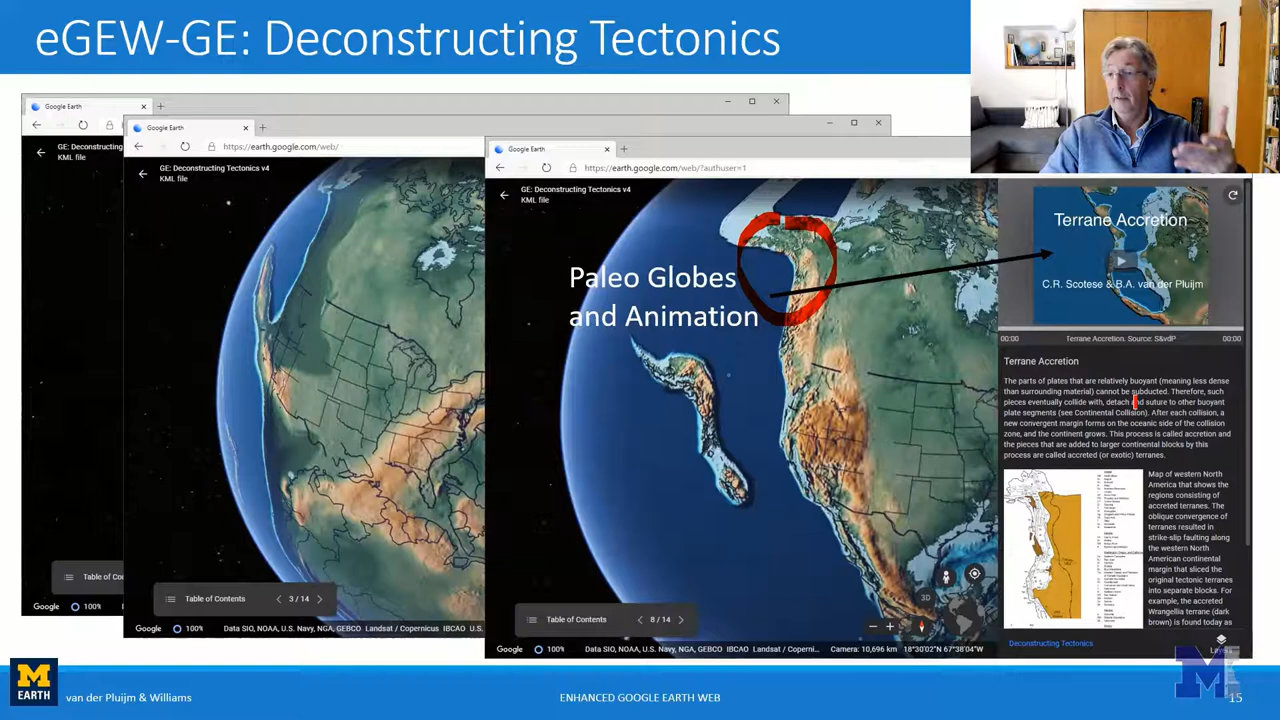 eGEW-GE: Deconstructing Tectonics
Google Earth
Google Earth
https://earth.google.com/web/
Google Earth
https://earth.google.com/web/?authuser=1
GE: Deconstructing
KML file
GE: Deconstructing Tectonics v4
KML file
GE: Deconstructing Tectonics v4
KML file
Paleo Globes
and Animation
Terrane Accretion
C.R. Scotese & B.A. van der Pluijm
00:00
Terrane Accretion. Source: S&vdP
00:00
Terrane Accretion
The parts of plates that are relatively buoyant (meaning less dense
than surrounding material) cannot be subducted. Therefore, such
pieces eventually collide with, detach and suture to other buoyant
plate segments (see Continental Collision). After each collision, a
new convergent margin forms on the oceanic side of the collision
zone, and the continent grows. This process is called accretion and
the pieces that are added to larger continental blocks by this
process are called accreted (or exotic) terranes.
Map of western North
America that shows the
regions consisting of
accreted terranes. The
oblique convergence of
terranes resulted in
strike-slip faulting along
the western North
American continental
margin that sliced the
original tectonic terranes
into separate blocks. For
example, the accreted
Wrangellia terrane (dark
brown) is found today as
Deconstructing Tectonics
Layers
Table of Con
Table of Contents
3 / 14
Table of Contents
8 / 14
3D
Google
100%
Google
100%
Data SIO, NOAA, U.S. Navy, NGA, GEBCO Landsat / Copernicus IBCAO U.S
Google
100%
Data SIO, NOAA, U.S. Navy, NGA, GEBCO IBCAO Landsat / Copernicus U.S. Geologi...
Camera: 10,696 km
18°30'02"N 67°38'04"W
M
EARTH
van der Pluijm & Williams
ENHANCED GOOGLE EARTH WEB
M
15